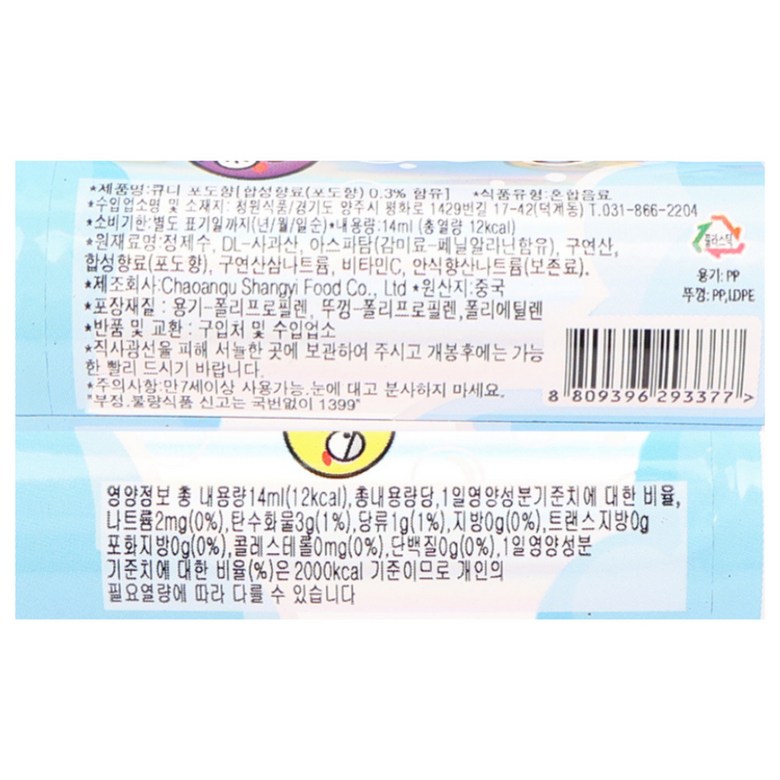 *제품명:큐디 포도향[합성향료(포도향) 0.3% 함유] *식품유형:혼합음료
*수입업소명 및 소재지: 정원식품/경기도 양주시 평화로 1429번길 17-42(덕계동) T.031-866-2204
*소비기한:별도 표기일까지(년/월/일순)*내용량:14ml (총열량 12kcal)
*원재료명:정제수, DL-사과산, 아스파탐(감미료-페닐알라닌함유), 구연산,
합성향료(포도향), 구연산삼나트륨, 비타민C, 안식향산나트륨(보존료).
*제조회사:Chaoanqu Shangyi Food Co., Ltd *원산지:중국
*포장재질 : 용기-폴리프로필렌, 뚜껑-폴리프로필렌,폴리에틸렌
*반품 및 교환 : 구입처 및 수입업소
*직사광선을 피해 서늘한 곳에 보관하여 주시고 개봉후에는 가능
한 빨리 드시기 바랍니다.
*주의사항:만7세이상 사용가능.눈에 대고 분사하지 마세요.
"부정.불량식품 신고는 국번없이 1399"
플라스틱
용기: PP
뚜껑: PP,LDPE
8 809396 293377 >
영양정보 총 내용량14ml(12kcal),총내용량당,1일영양성분기준치에 대한 비율,
나트륨2mg(0%),탄수화물3g(1%),당류1g(1%),지방0g(0%),트랜스지방0g
포화지방0g(0%),콜레스테롤0mg(0%),단백질0g(0%),1일영양성분
기준치에 대한 비율(%)은 2000kcal 기준이므로 개인의
필요열량에 따라 다를 수 있습니다